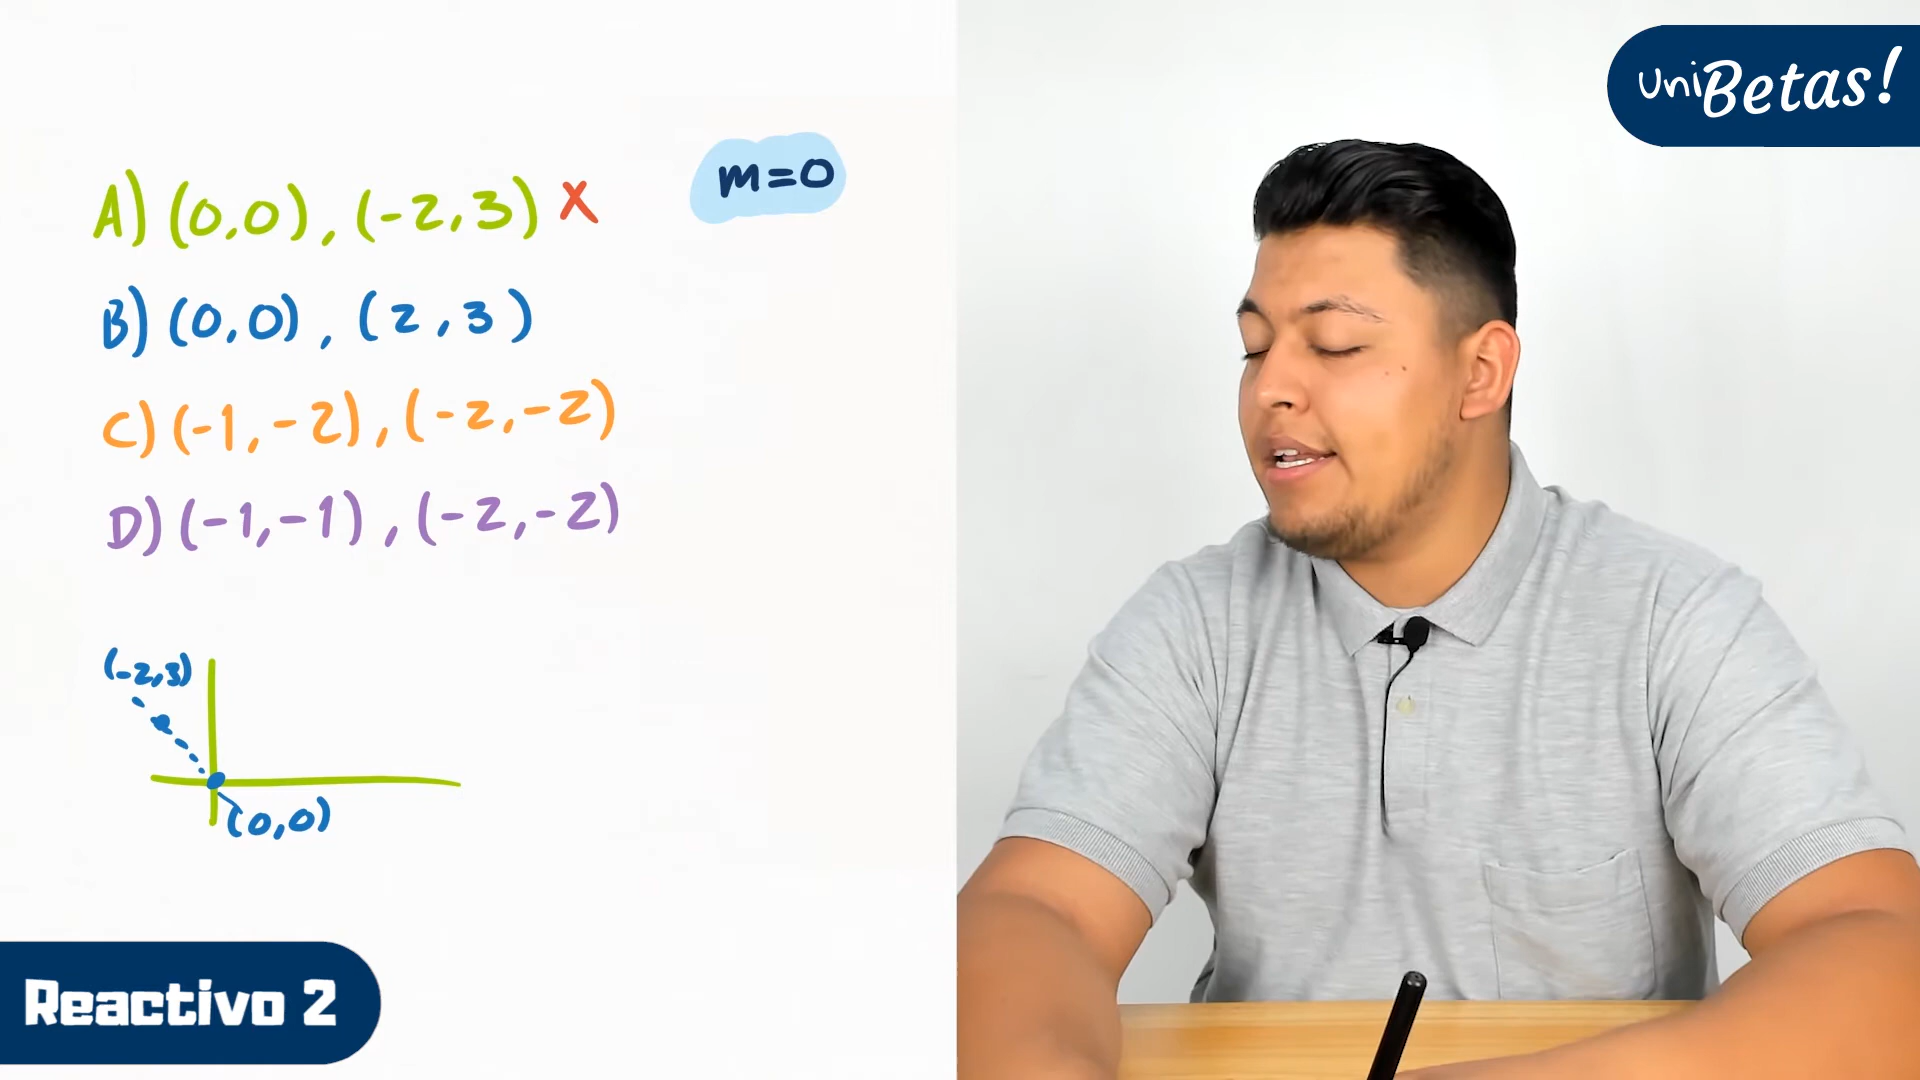 UniBetas!
m=0
A) (0,0), (-2,3) X
B) (0,0), (2,3)
C) (-1,-2), (-2,-2)
D) (-1,-1), (-2,-2)
(-2,3)
(0,0)
Reactivo 2